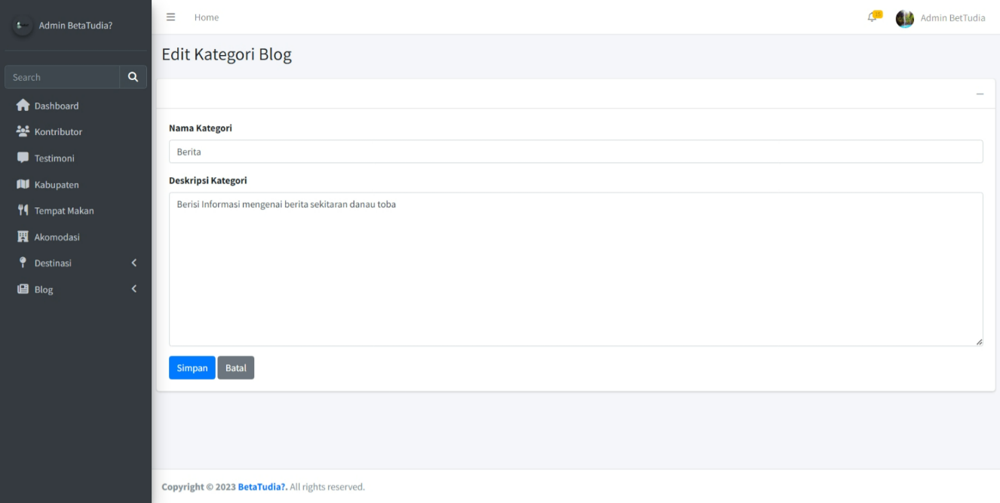 Admin BetaTudia?
Search
Dashboard
Kontributor
Testimoni
Kabupaten
Tempat Makan
Akomodasi
Destinasi
Blog
Home
Admin BetTudia
Edit Kategori Blog
Nama Kategori
Berita
Deskripsi Kategori
Berisi Informasi mengenai berita sekitaran danau toba
Simpan Batal
Copyright © 2023 BetaTudia?. All rights reserved.